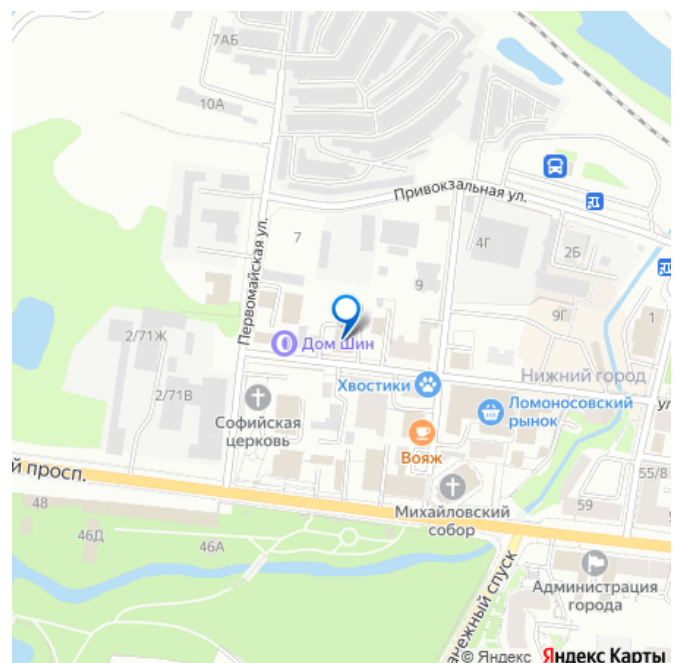 7АБ
10А
Привокзальная ул.
Первомайская ул.
7
4Г
2Б
9
9Г
1
2/71Ж
Дом Шин
Нижний город
Хвостики
2/71В
ул
Ломоносовский
рынок
Софийская
церковь
Вояж
й просп.
55/8
48
Михайловский
собор
59
46Д
46А
Администрация
города
анежный спуск
© Яндекс Яндекс Карты